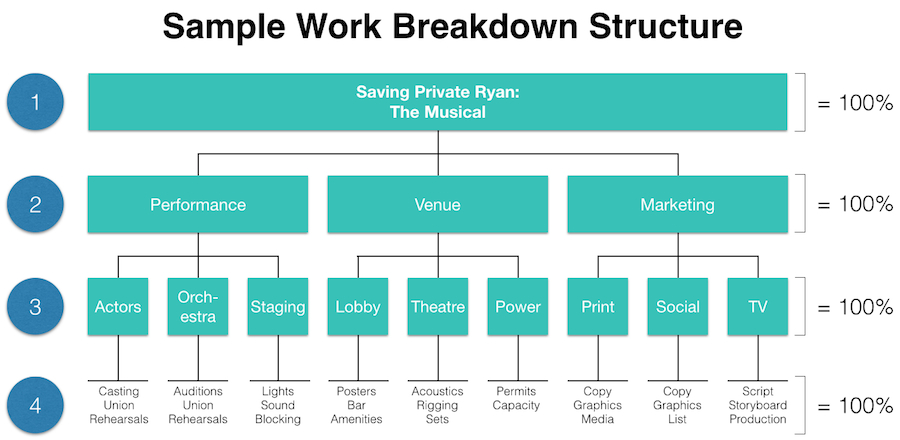 Sample Work Breakdown Structure
1
Saving Private Ryan:
The Musical
= 100%
2
Performance
Venue
Marketing
= 100%
3
Actors
Orch-
estra
Staging
Lobby
Theatre
Power
Print
Social
TV
= 100%
4
Casting
Union
Rehearsals
Auditions
Union
Rehearsals
Lights
Sound
Blocking
Posters
Bar
Amenities
Acoustics
Rigging
Sets
Permits
Capacity
Copy
Graphics
Media
Copy
Graphics
List
Script
Storyboard
Production
= 100%